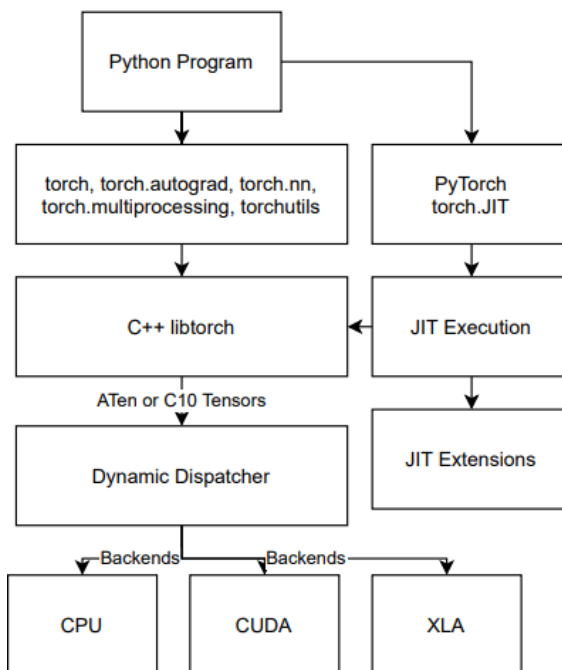 Python Program
torch, torch.autograd, torch.nn,
torch.multiprocessing, torchutils
PyTorch
torch.JIT
C++ libtorch
JIT Execution
ATen or C10 Tensors
Dynamic Dispatcher
JIT Extensions
Backends
Backends
CPU
CUDA
XLA